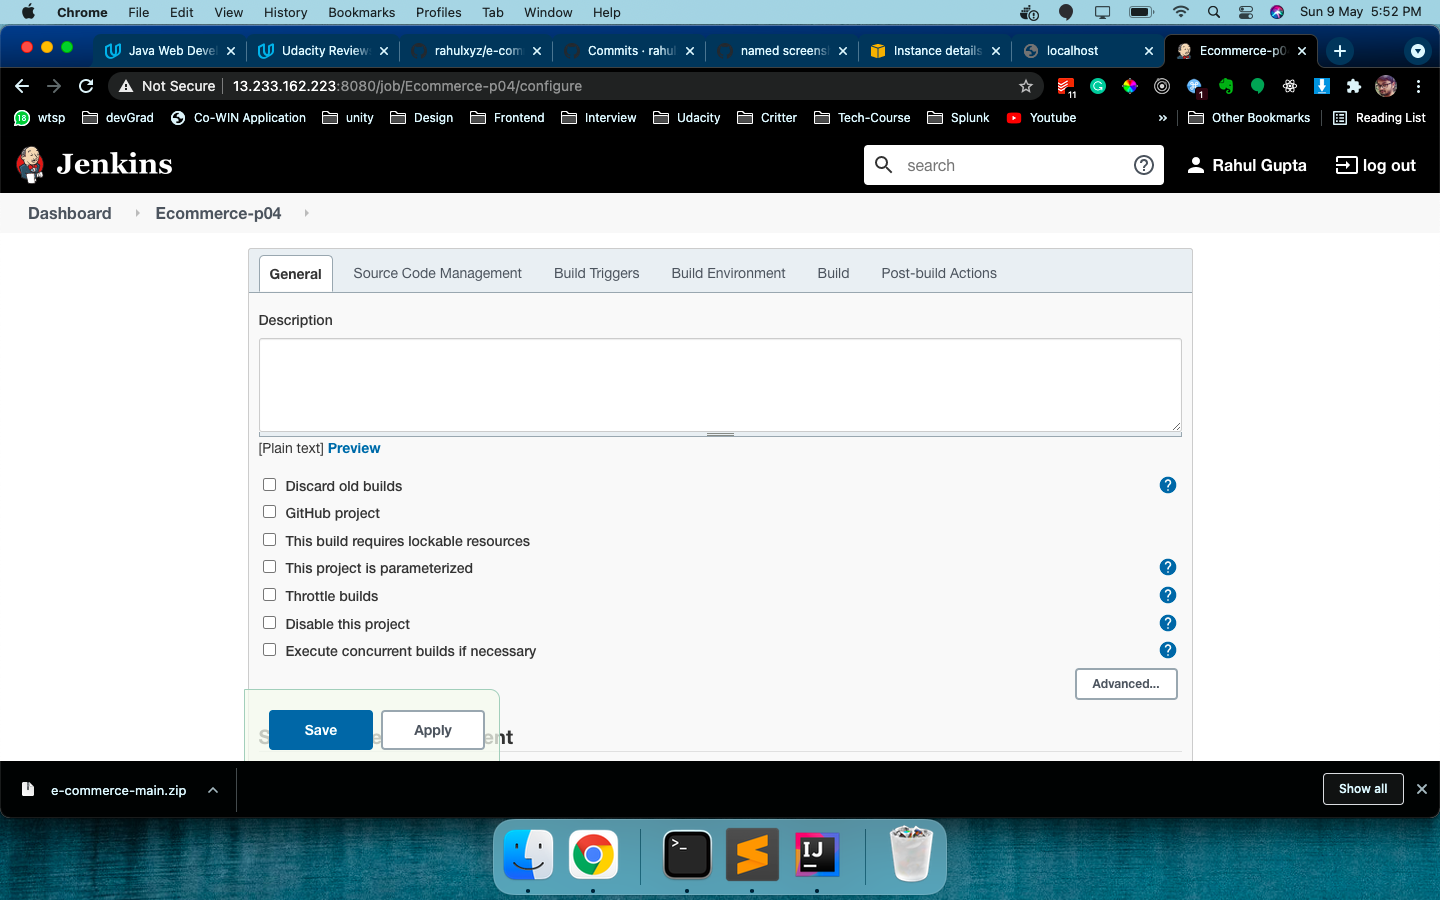 Chrome File Edit View History Bookmarks Profiles Tab Window Help Sun 9 May 5:52 PM
Java Web Devel Udacity Review rahulxyz/e-com Commits · rahul named screens Instance details localhost Ecommerce-p0
Not Secure 13.233.162.223:8080/job/Ecommerce-p04/configure 11 1
18 wtsp devGrad Co-WIN Application unity Design Frontend Interview Udacity Critter Tech-Course Splunk Youtube » Other Bookmarks Reading List
Jenkins search Rahul Gupta log out
Dashboard Ecommerce-p04
General Source Code Management Build Triggers Build Environment Build Post-build Actions
Description
[Plain text] Preview
Discard old builds
GitHub project
This build requires lockable resources
This project is parameterized
Throttle builds
Disable this project
Execute concurrent builds if necessary
Advanced...
Save Apply
e-commerce-main.zip Show all
>_ IJ